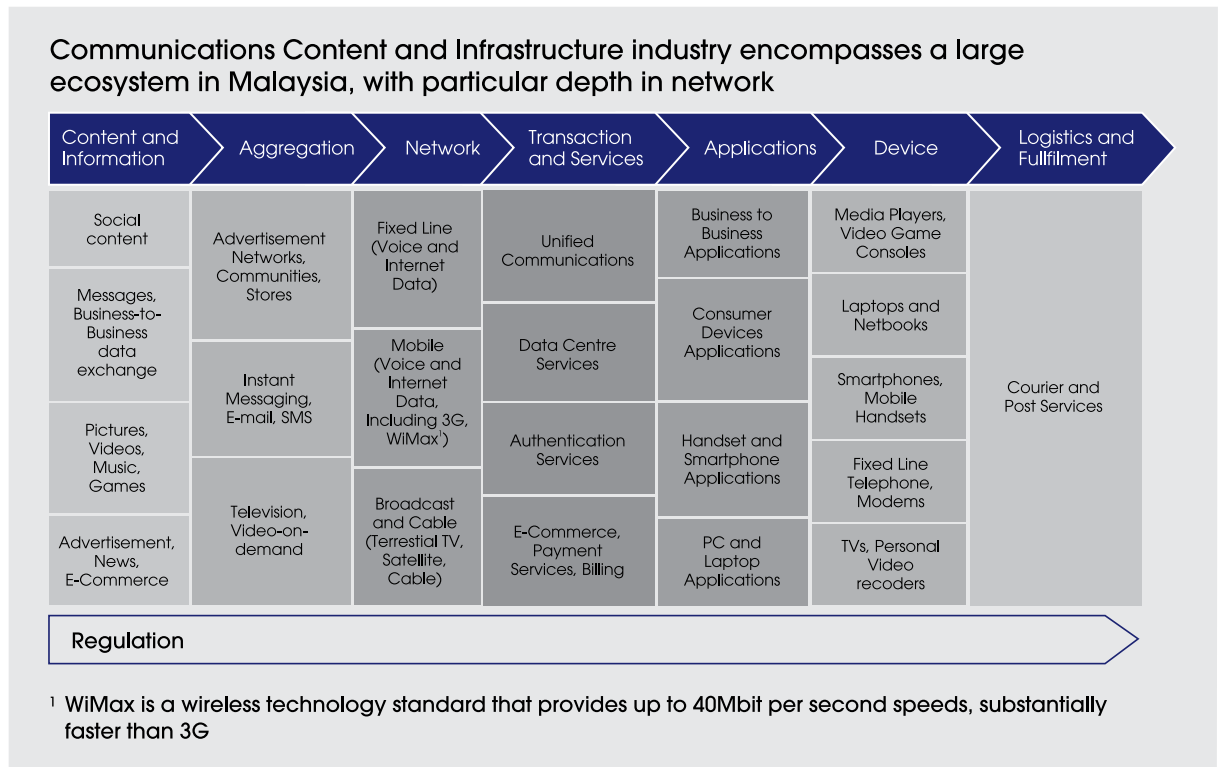 Communications Content and Infrastructure industry encompasses a large
ecosystem in Malaysia, with particular depth in network
Content and
Information
Aggregation
Network
Transaction
and Services
Applications
Device
Logistics and
Fullfilment
Social
content
Messages,
Business-to-
Business
data
exchange
Pictures,
Videos,
Music,
Games
Advertisement,
News,
E-Commerce
Advertisement
Networks,
Communities,
Stores
Instant
Messaging,
E-mail, SMS
Television,
Video-on-
demand
Fixed Line
(Voice and
Internet
Data)
Mobile
(Voice and
Internet
Data,
Including 3G,
WiMax¹)
Broadcast
and Cable
(Terrestial TV,
Satellite,
Cable)
Unified
Communications
Data Centre
Services
Authentication
Services
E-Commerce,
Payment
Services, Billing
Business to
Business
Applications
Consumer
Devices
Applications
Handset and
Smartphone
Applications
PC and
Laptop
Applications
Media Players,
Video Game
Consoles
Laptops and
Netbooks
Smartphones,
Mobile
Handsets
Fixed Line
Telephone,
Modems
TVs, Personal
Video
recoders
Courier and
Post Services
Regulation
¹ WiMax is a wireless technology standard that provides up to 40Mbit per second speeds, substantially
faster than 3G